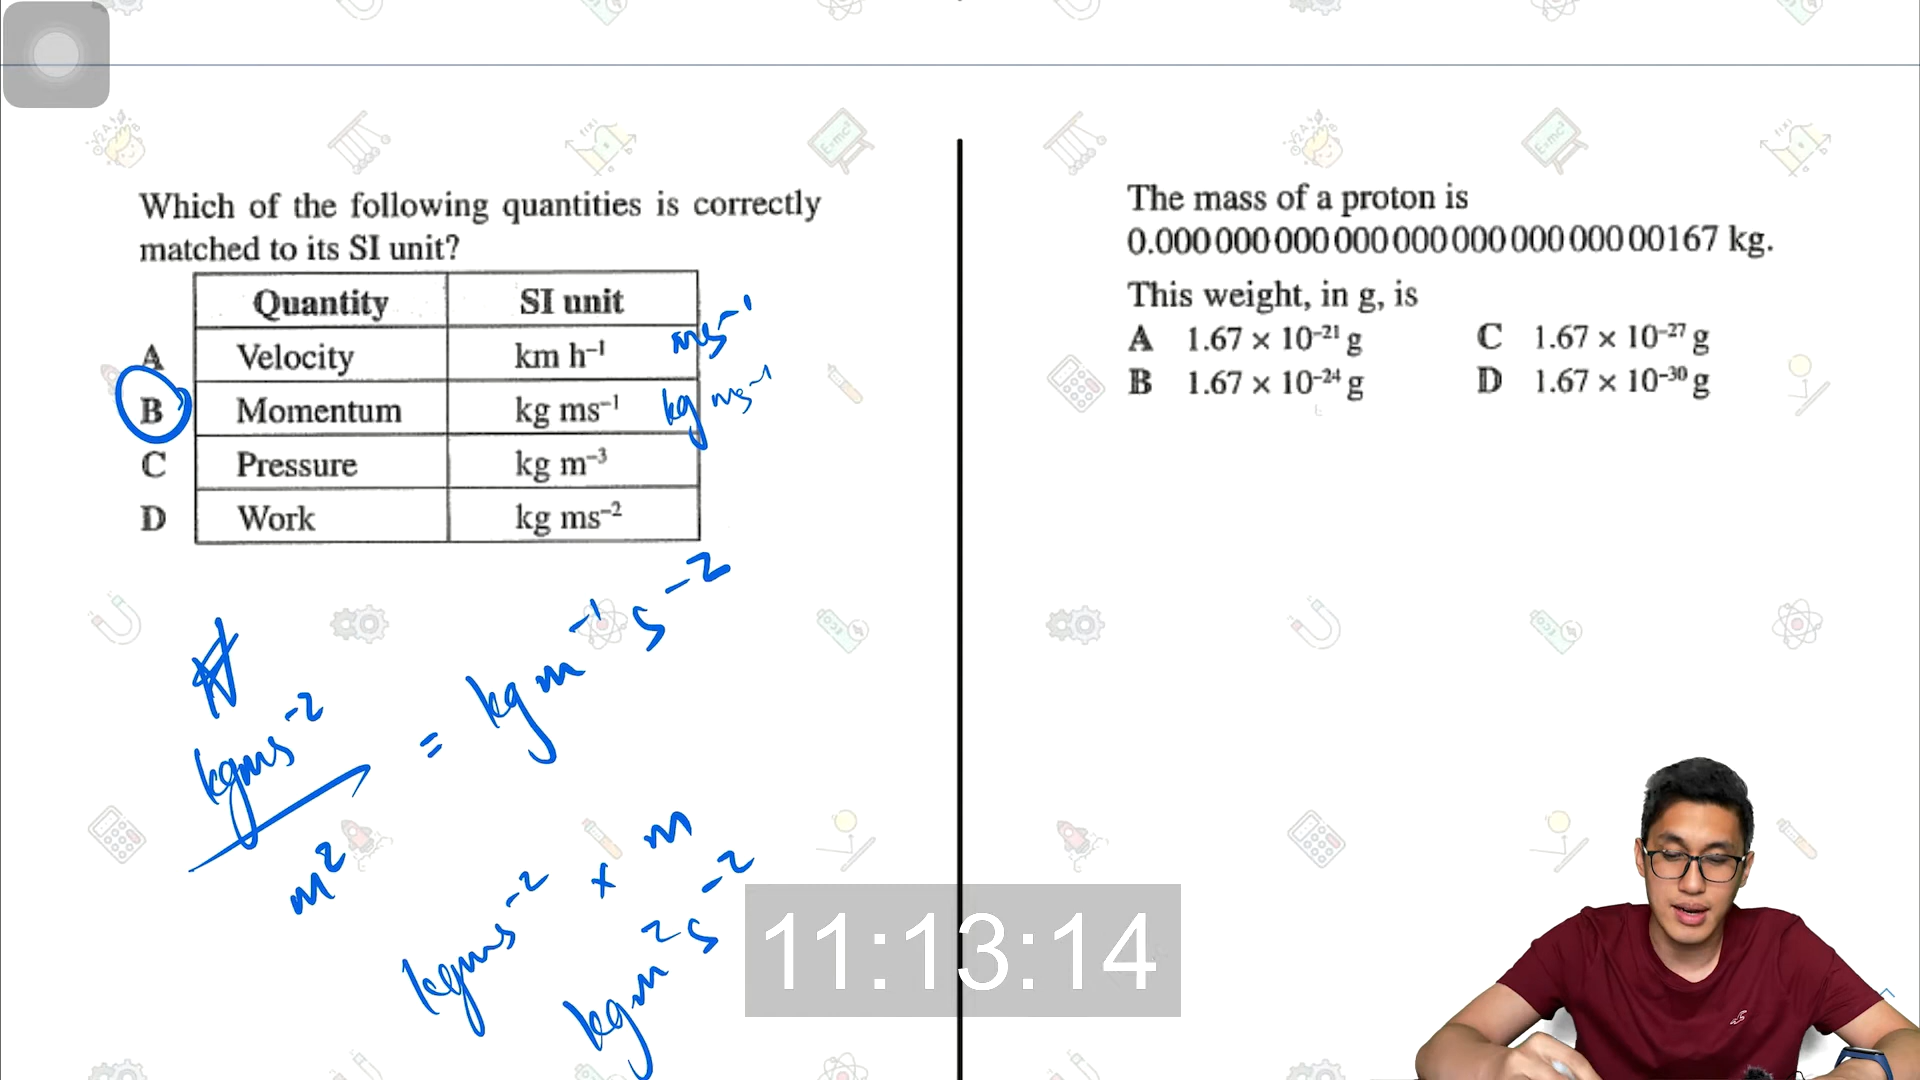 Which of the following quantities is correctly
matched to its SI unit?
Quantity SI unit
A Velocity km h⁻¹ ms⁻¹
B Momentum kg ms⁻¹ kg ms⁻¹
C Pressure kg m⁻³
D Work kg ms⁻²
N
kgms⁻² = kg m⁻¹ s⁻²
m²
kgms⁻² × m
kgm²s⁻²
The mass of a proton is
0.000 000 000 000 000 000 000 000 00167 kg.
This weight, in g, is
A 1.67 × 10⁻²¹ g C 1.67 × 10⁻²⁷ g
B 1.67 × 10⁻²⁴ g D 1.67 × 10⁻³⁰ g
11:13:14